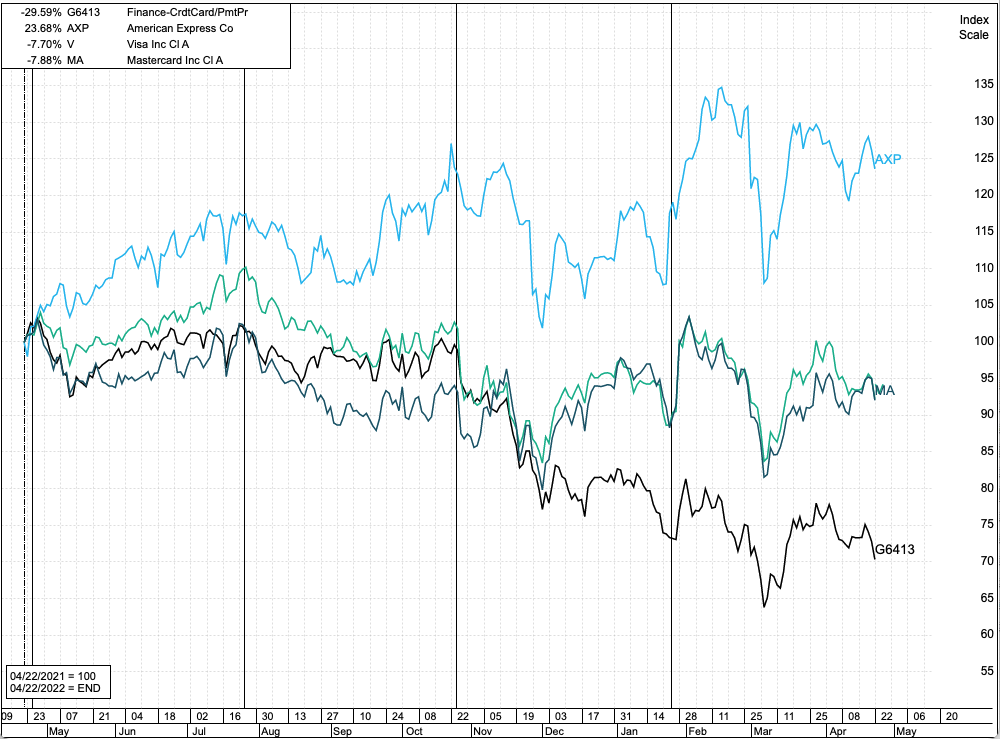 -29.59% G6413 Finance-CrdtCard/PmtPr
23.68% AXP American Express Co
-7.70% V Visa Inc Cl A
-7.88% MA Mastercard Inc Cl A
Index
Scale
135
130
125
AXP
120
115
110
105
100
95
MA
90
85
80
75
G6413
70
65
60
55
04/22/2021 = 100
04/22/2022 = END
09 23 07 21 04 18 02 16 30 13 27 10 24 08 22 05 19 03 17 31 14 28 11 25 11 25 08 22 06 20
May Jun Jul Aug Sep Oct Nov Dec Jan Feb Mar Apr May